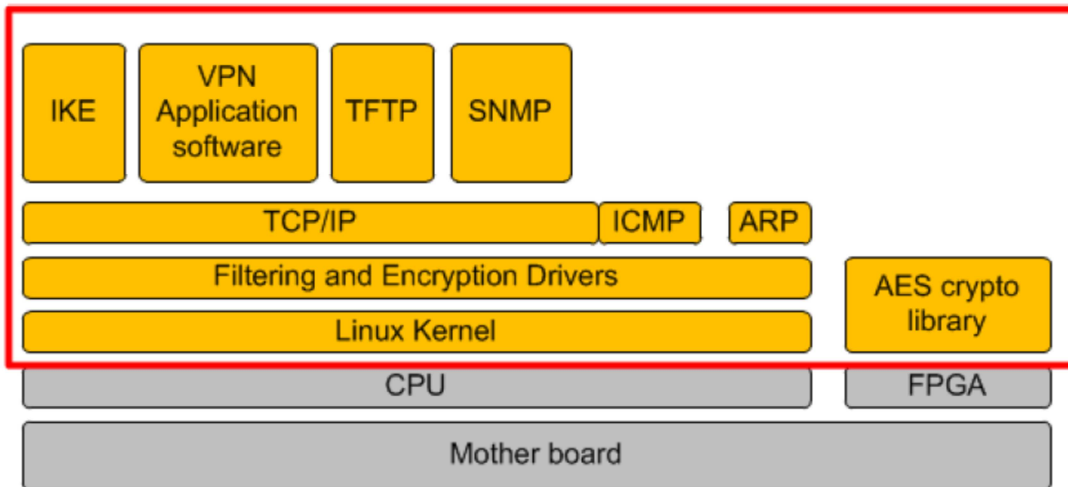 IKE
VPN
Application
software
TFTP
SNMP
TCP/IP
ICMP
ARP
Filtering and Encryption Drivers
AES crypto
library
Linux Kernel
CPU
FPGA
Mother board